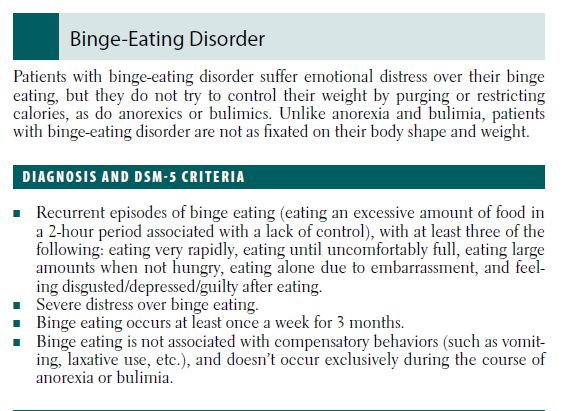 Binge-Eating Disorder
Patients with binge-eating disorder suffer emotional distress over their binge
eating, but they do not try to control their weight by purging or restricting
calories, as do anorexics or bulimics. Unlike anorexia and bulimia, patients
with binge-eating disorder are not as fixated on their body shape and weight.
DIAGNOSIS AND DSM-5 CRITERIA
■ Recurrent episodes of binge eating (eating an excessive amount of food in
a 2-hour period associated with a lack of control), with at least three of the
following: eating very rapidly, eating until uncomfortably full, eating large
amounts when not hungry, eating alone due to embarrassment, and feel-
ing disgusted/depressed/guilty after eating.
■ Severe distress over binge eating.
■ Binge eating occurs at least once a week for 3 months.
■ Binge eating is not associated with compensatory behaviors (such as vomit-
ing, laxative use, etc.), and doesn't occur exclusively during the course of
anorexia or bulimia.